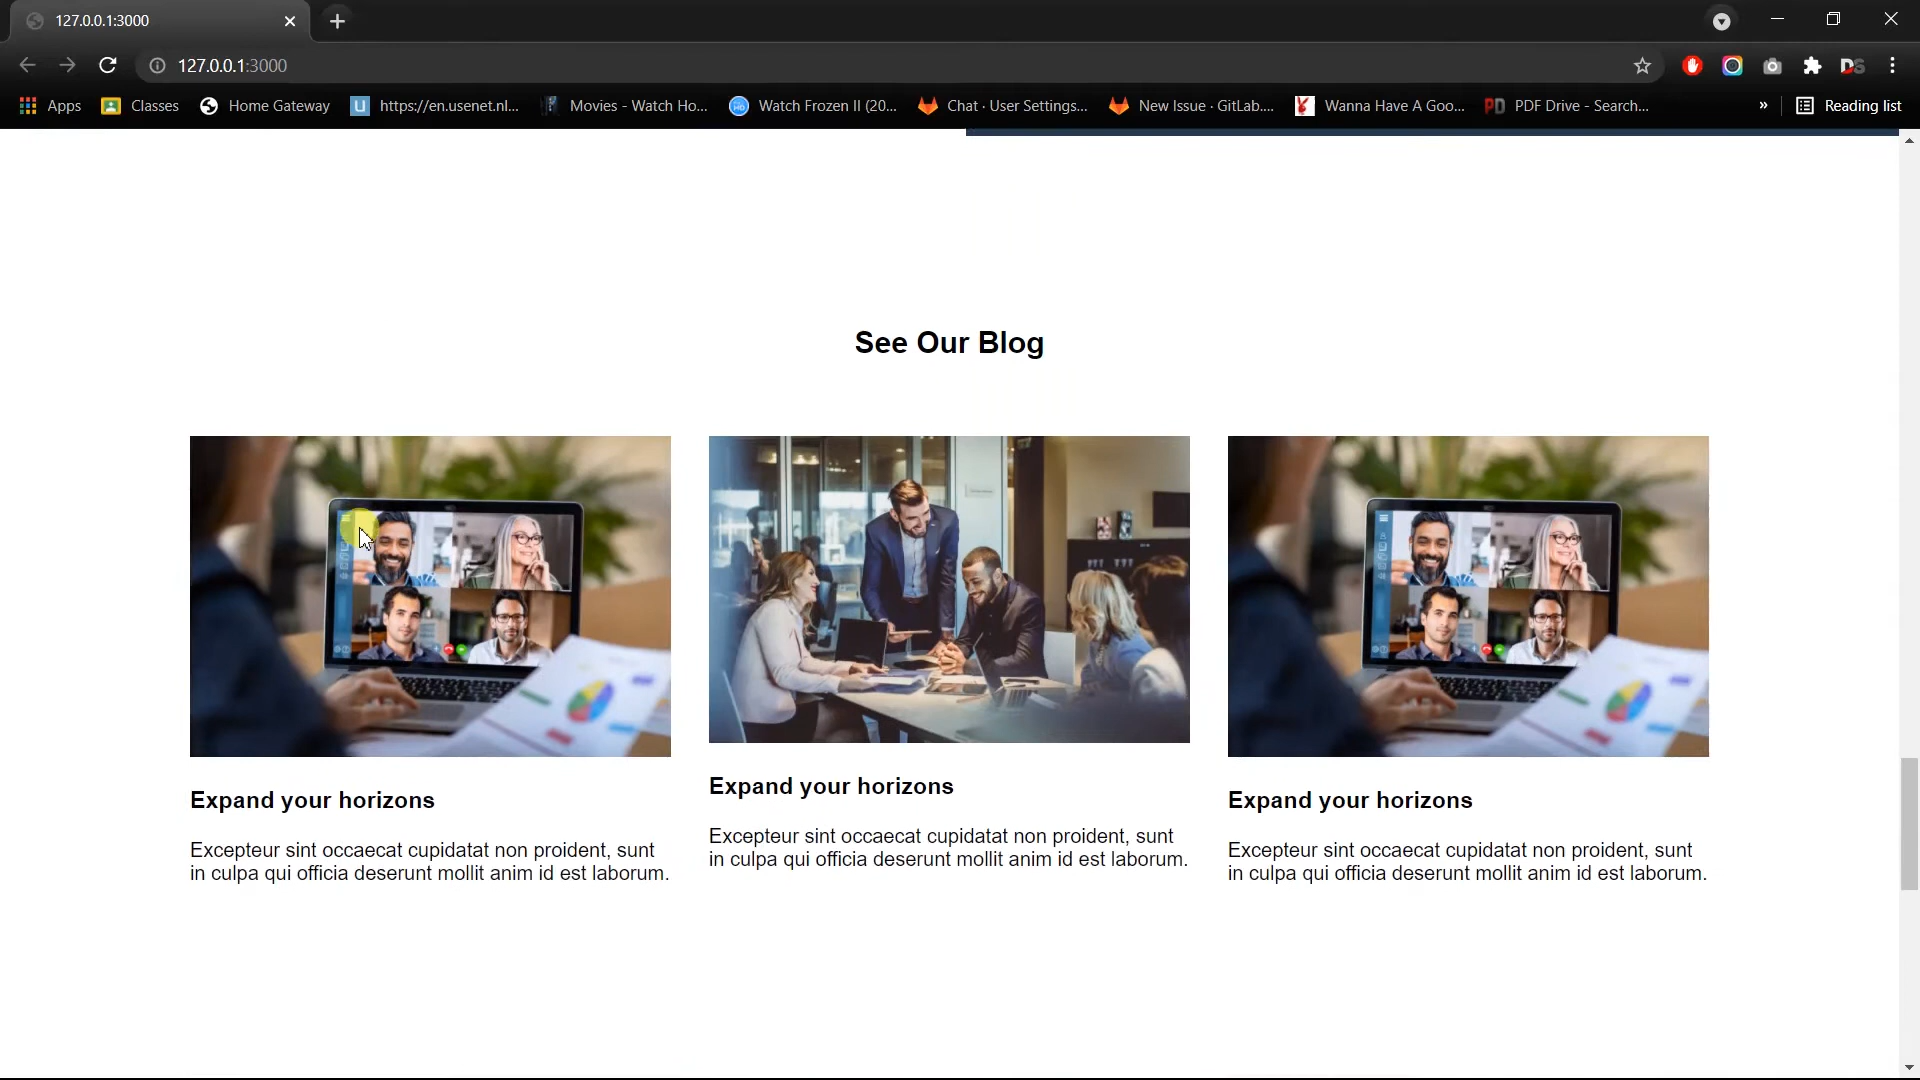 127.0.0.1:3000
127.0.0.1:3000
Apps
Classes
Home Gateway
U
https://en.usenet.nl...
Movies - Watch Ho...
Watch Frozen II (20...
Chat · User Settings...
New Issue · GitLab....
Wanna Have A Goo...
PD
PDF Drive - Search...
»
Reading list
See Our Blog
Expand your horizons
Excepteur sint occaecat cupidatat non proident, sunt
in culpa qui officia deserunt mollit anim id est laborum.
Expand your horizons
Excepteur sint occaecat cupidatat non proident, sunt
in culpa qui officia deserunt mollit anim id est laborum.
Expand your horizons
Excepteur sint occaecat cupidatat non proident, sunt
in culpa qui officia deserunt mollit anim id est laborum.